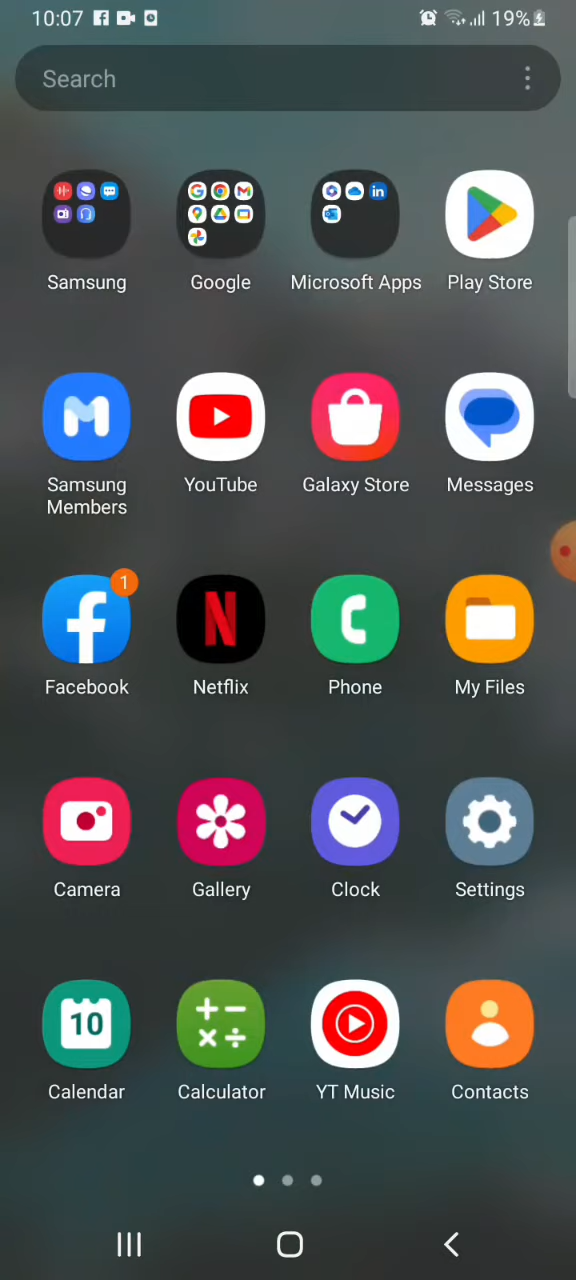 10:07 19%
Search
Samsung Google Microsoft Apps Play Store
Samsung Members YouTube Galaxy Store Messages
1
Facebook Netflix Phone My Files
Camera Gallery Clock Settings
10
Calendar Calculator YT Music Contacts